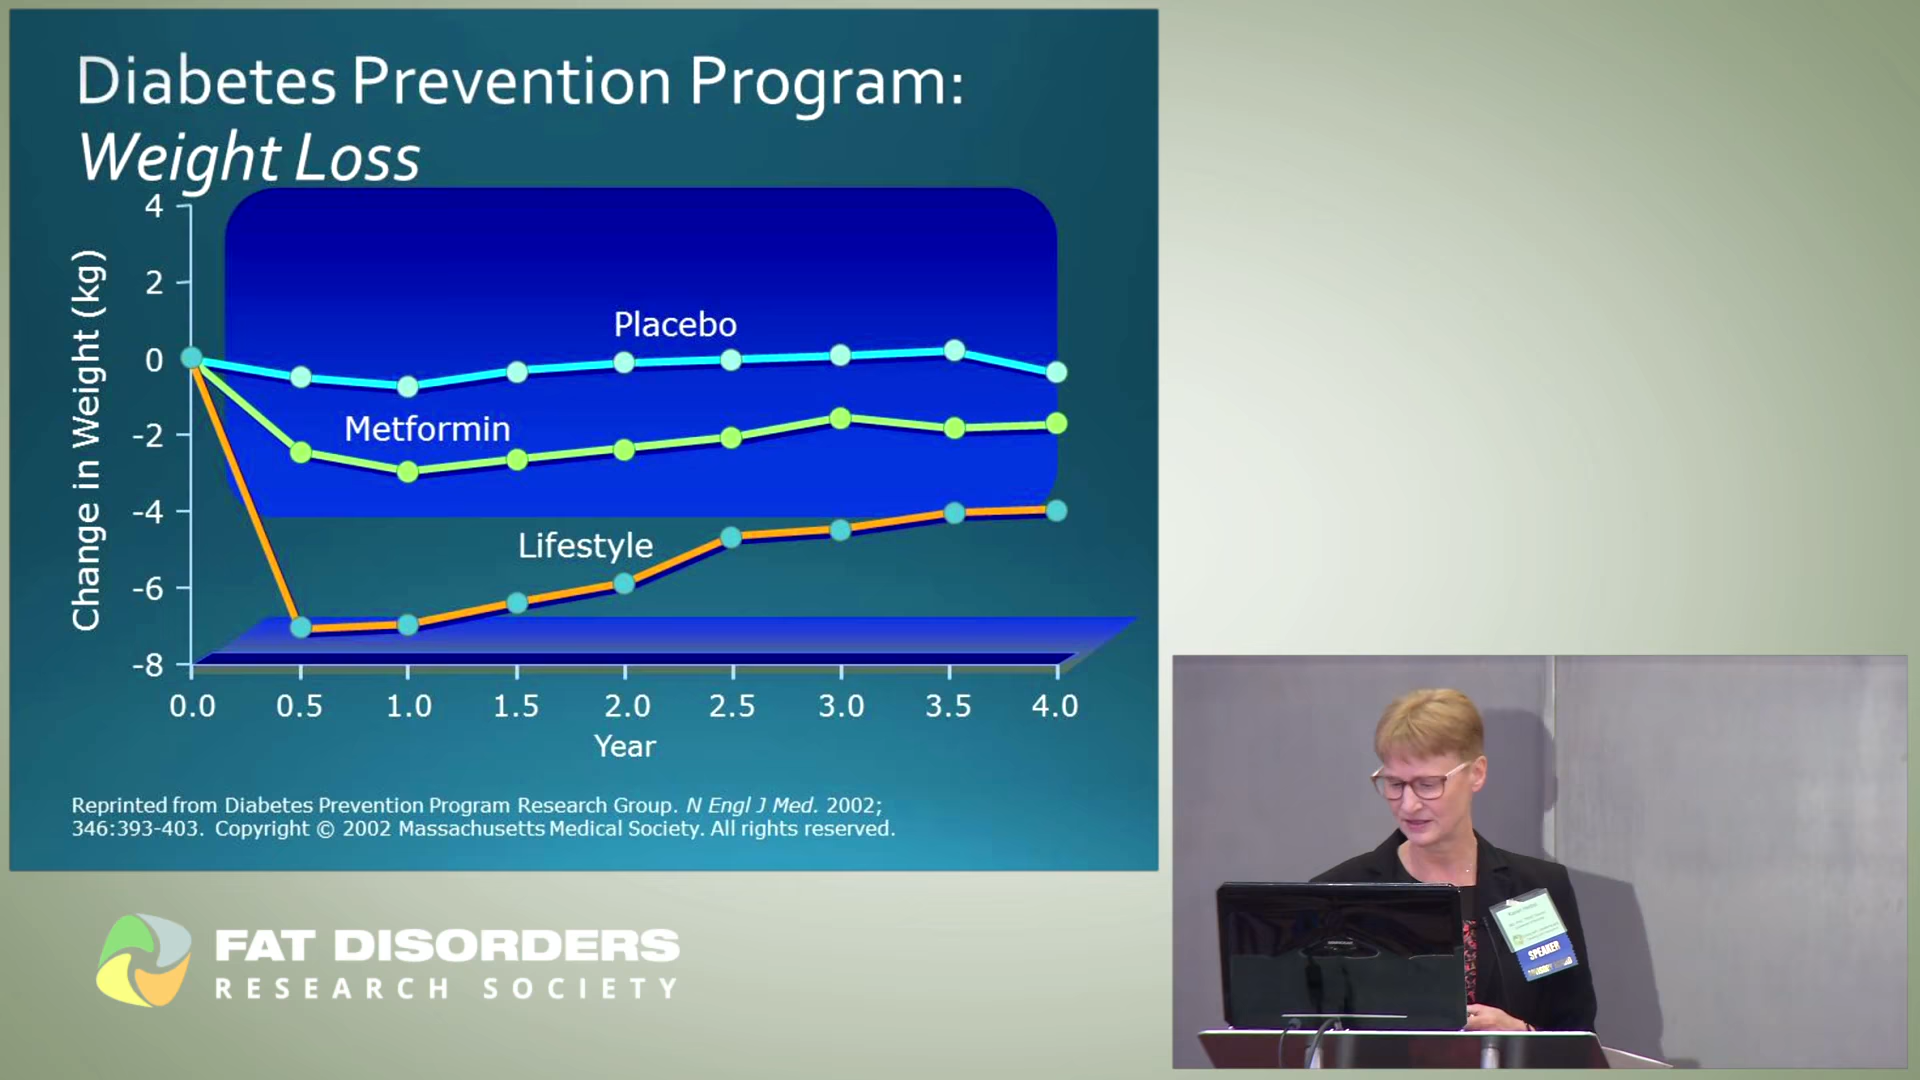 Diabetes Prevention Program:
Weight Loss
4
2
0
-2
-4
-6
-8
Change in Weight (kg)
Placebo
Metformin
Lifestyle
0.0 0.5 1.0 1.5 2.0 2.5 3.0 3.5 4.0
Year
Reprinted from Diabetes Prevention Program Research Group. N Engl J Med. 2002;
346:393-403. Copyright © 2002 Massachusetts Medical Society. All rights reserved.
FAT DISORDERS
RESEARCH SOCIETY
SPEAKER